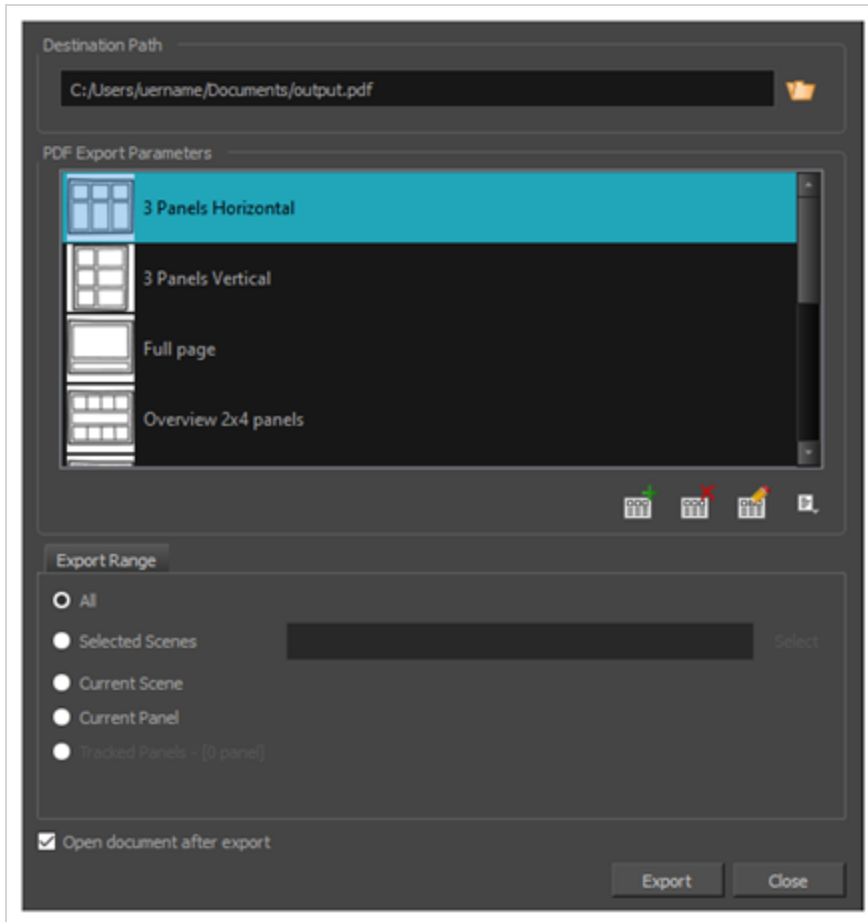 Destination Path
C:/Users/uername/Documents/output.pdf
PDF Export Parameters
3 Panels Horizontal
3 Panels Vertical
Full page
Overview 2x4 panels
Export Range
All
Selected Scenes Select
Current Scene
Current Panel
Tracked Panels - [0 panel]
Open document after export
Export Close